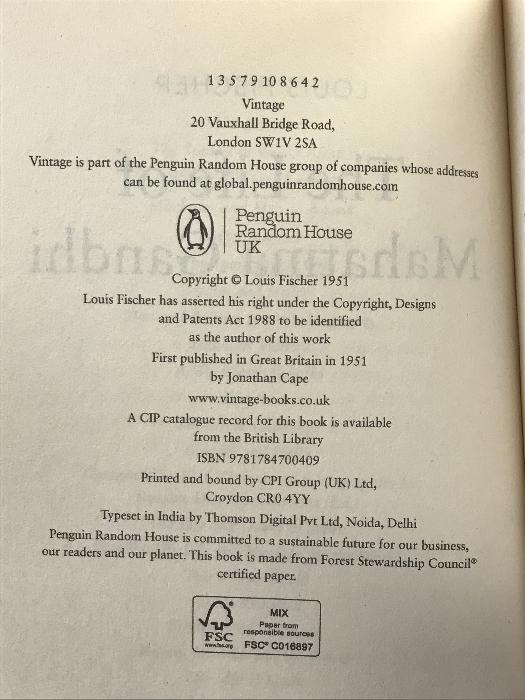 1 3 5 7 9 10 8 6 4 2
Vintage
20 Vauxhall Bridge Road,
London SW1V 2SA
Vintage is part of the Penguin Random House group of companies whose addresses
can be found at global.penguinrandomhouse.com
Penguin
Random House
UK
Copyright © Louis Fischer 1951
Louis Fischer has asserted his right under the Copyright, Designs
and Patents Act 1988 to be identified
as the author of this work
First published in Great Britain in 1951
by Jonathan Cape
www.vintage-books.co.uk
A CIP catalogue record for this book is available
from the British Library
ISBN 9781784700409
Printed and bound by CPI Group (UK) Ltd,
Croydon CR0 4YY
Typeset in India by Thomson Digital Pvt Ltd, Noida, Delhi
Penguin Random House is committed to a sustainable future for our business,
our readers and our planet. This book is made from Forest Stewardship Council®
certified paper.
FSC
www.fsc.org
MIX
Paper from
responsible sources
FSC® C016897